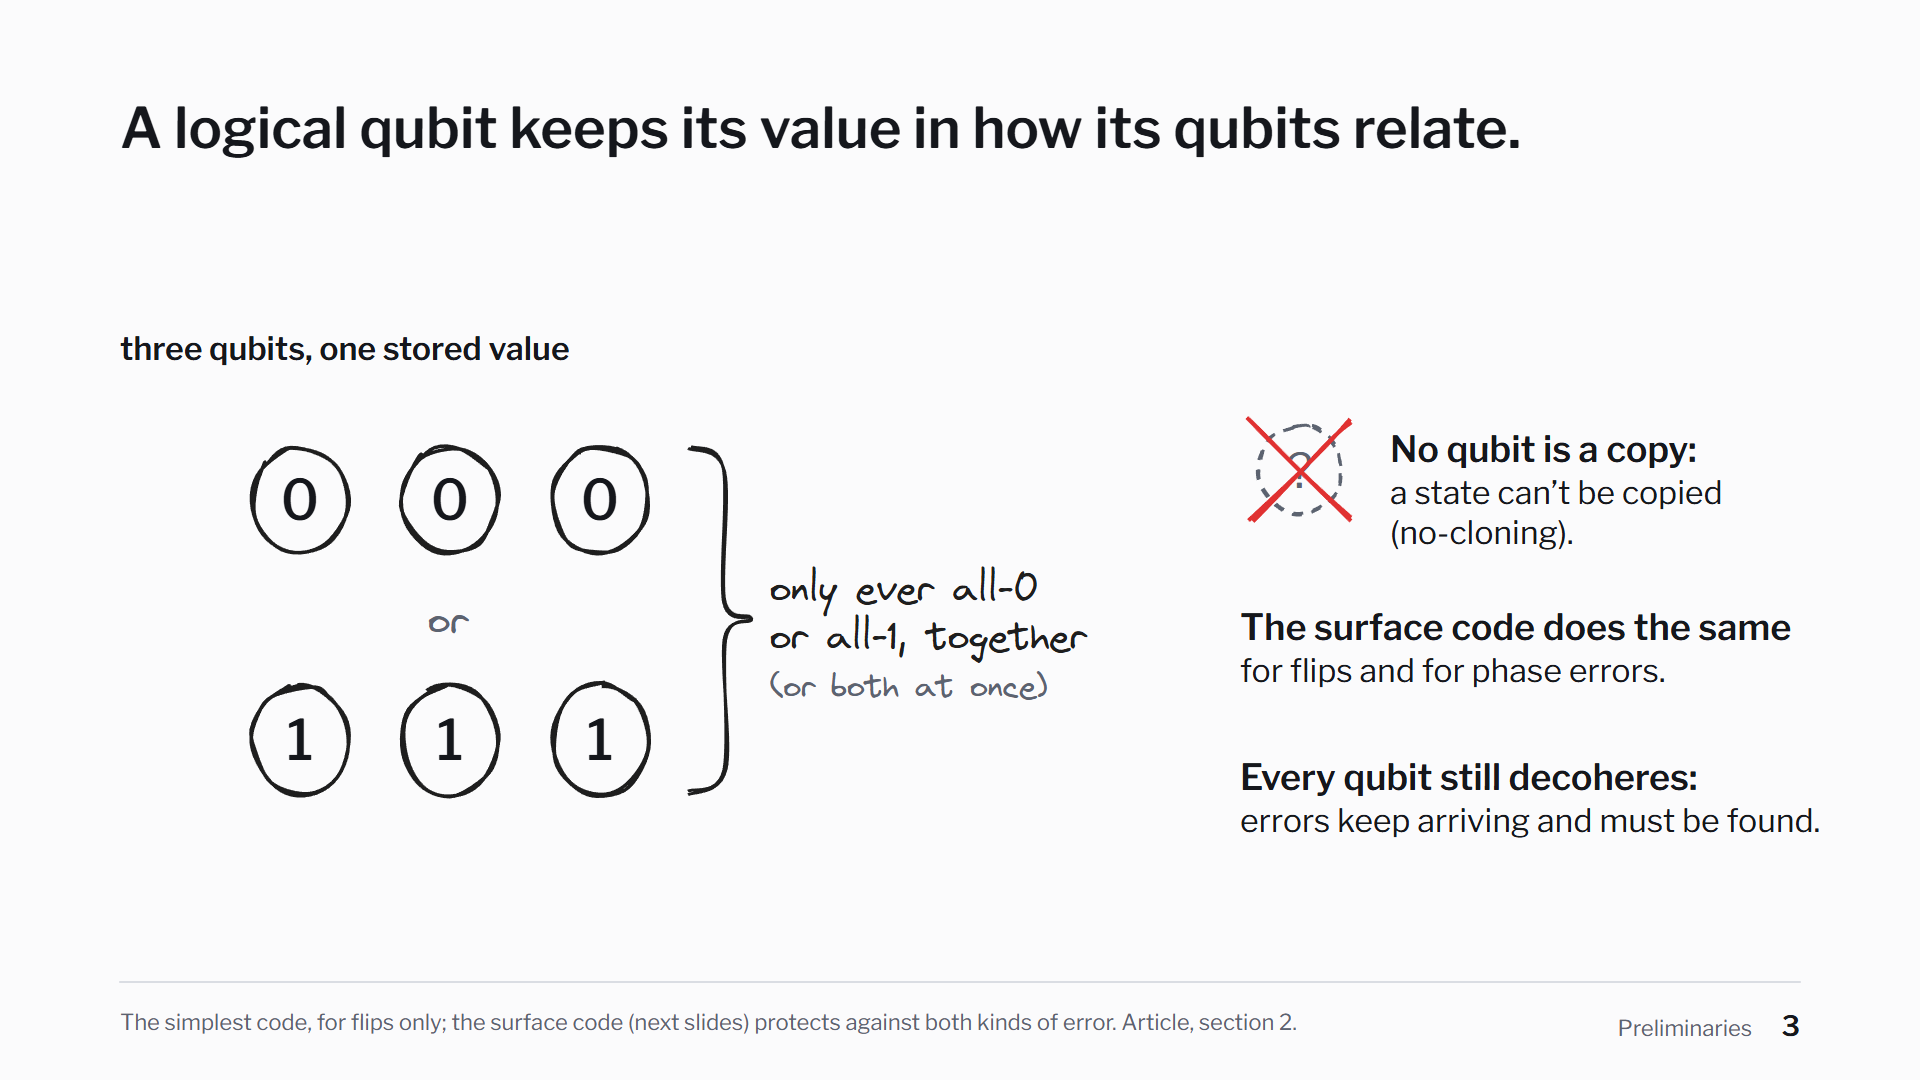 A logical qubit keeps its value in how its qubits relate.
three qubits, one stored value
0 0 0
or
1 1 1
only ever all-0
or all-1, together
(or both at once)
?
No qubit is a copy:
a state can’t be copied
(no-cloning).
The surface code does the same
for flips and for phase errors.
Every qubit still decoheres:
errors keep arriving and must be found.
The simplest code, for flips only; the surface code (next slides) protects against both kinds of error. Article, section 2.
Preliminaries 3